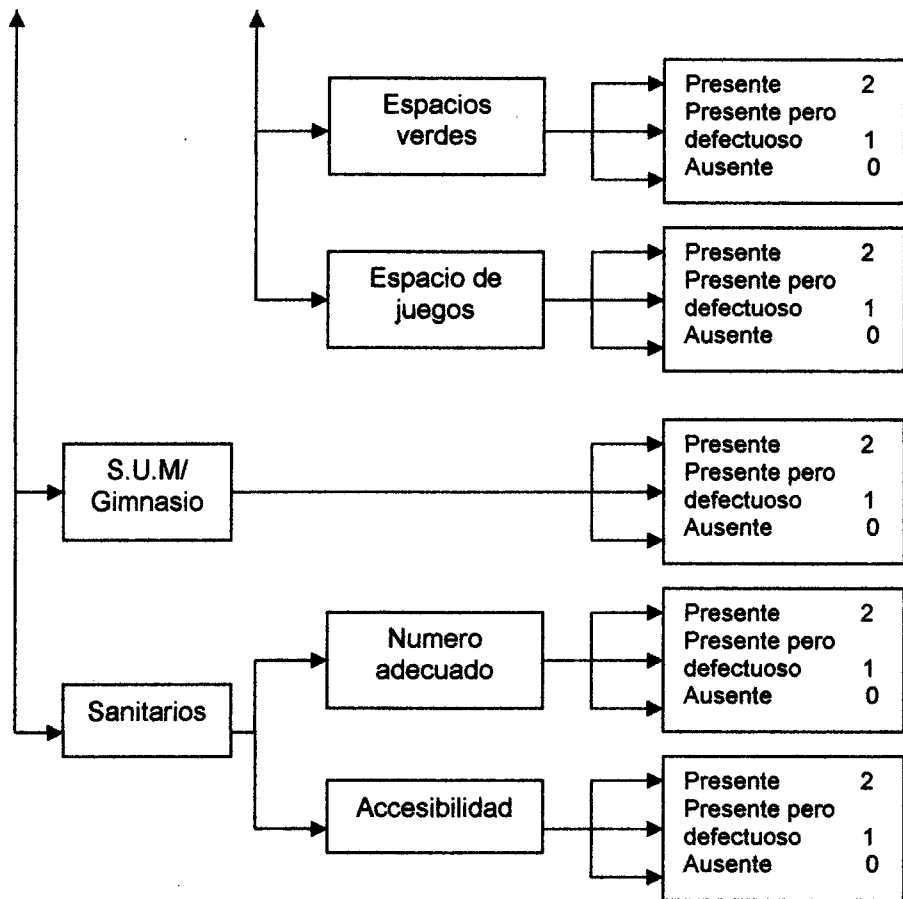 Espacios
verdes
Presente 2
Presente pero
defectuoso 1
Ausente 0
Espacio de
juegos
Presente 2
Presente pero
defectuoso 1
Ausente 0
S.U.M/
Gimnasio
Presente 2
Presente pero
defectuoso 1
Ausente 0
Sanitarios
Numero
adecuado
Presente 2
Presente pero
defectuoso 1
Ausente 0
Accesibilidad
Presente 2
Presente pero
defectuoso 1
Ausente 0